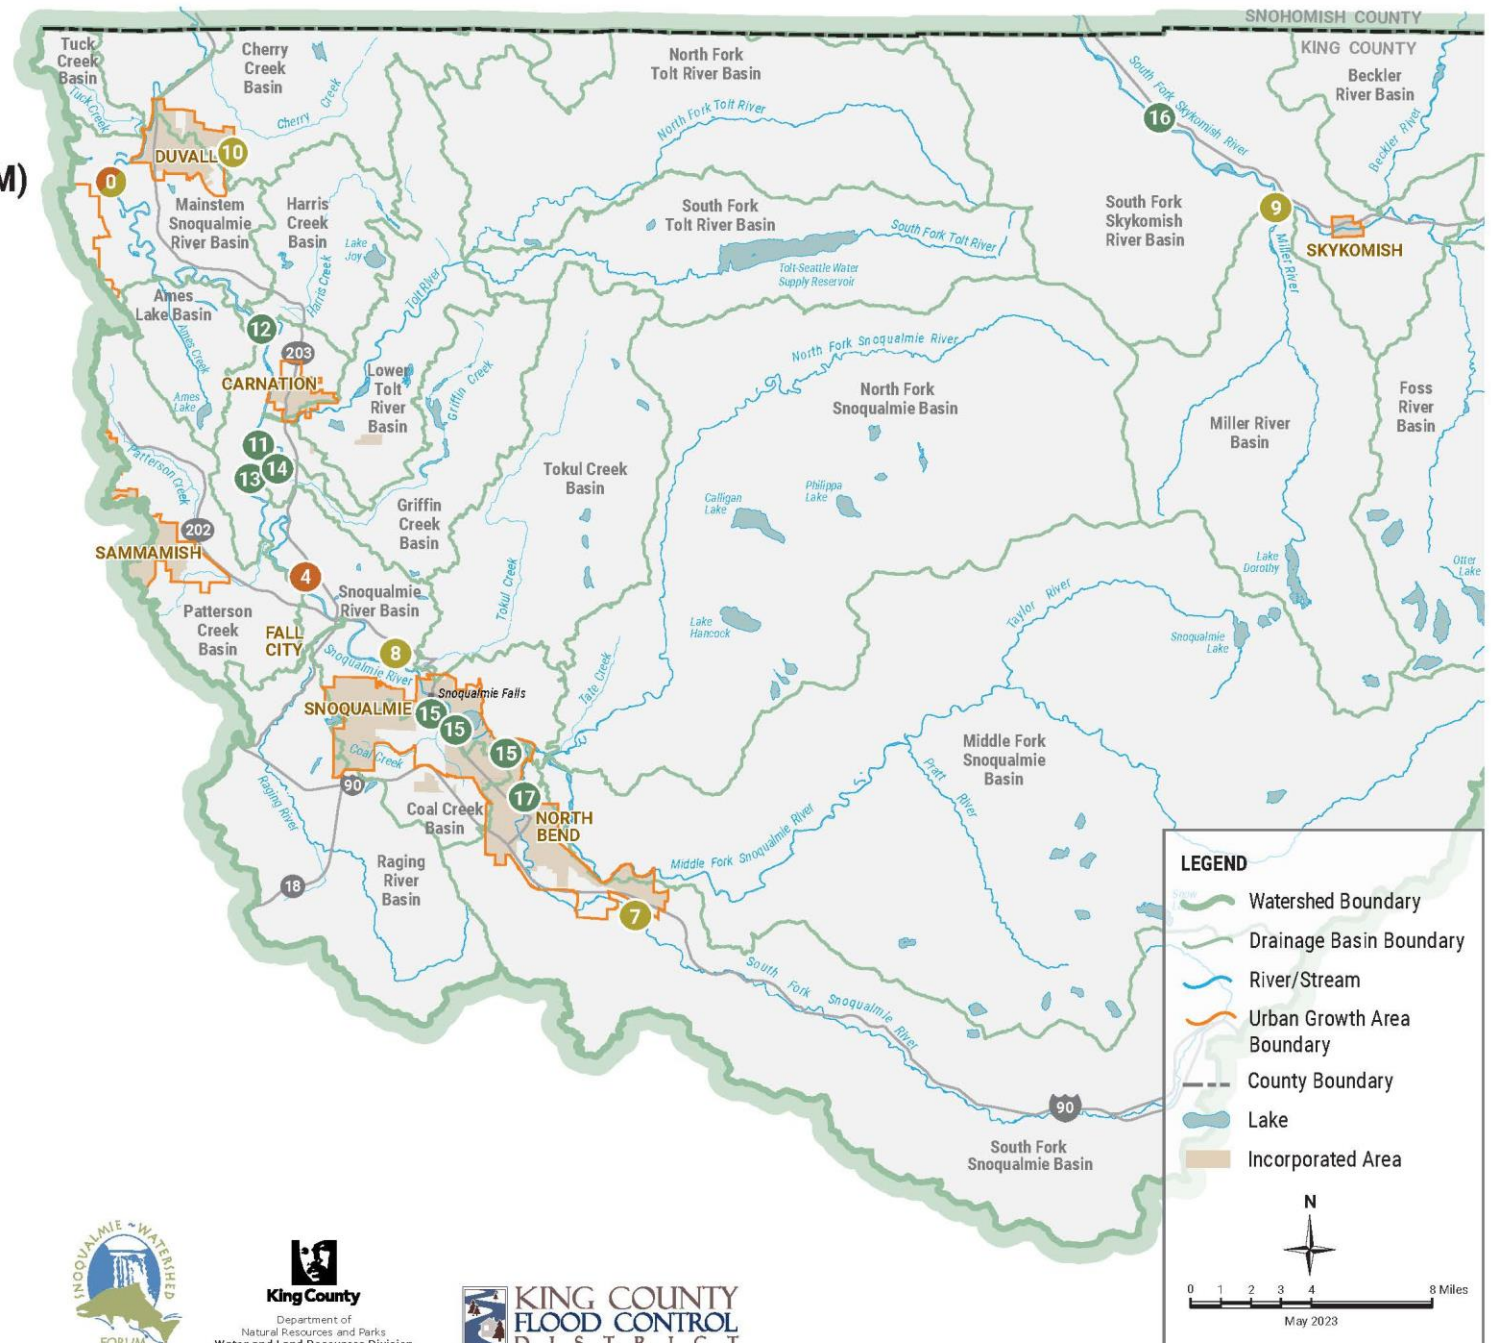 SNOHOMISH COUNTY
KING COUNTY
Tuck
Creek
Basin
Cherry
Creek
Basin
North Fork
Tolt River Basin
Beckler
River Basin
Tuck Creek
Cherry Creek
North Fork Tolt River
South Fork Skykomish River
Beckler River
16
M)
DUVALL
10
0
9
Mainstem
Snoqualmie
River Basin
Harris
Creek
Basin
South Fork
Tolt River Basin
South Fork
Skykomish
River Basin
SKYKOMISH
Lake
Joy
Harris Creek
Tolt River
South Fork Tolt River
Tolt-Seattle Water
Supply Reservoir
Miller River
Ames
Lake Basin
Ames Creek
12
203
CARNATION
Ames
Lake
Lower
Tolt
River
Basin
Griffin Creek
North Fork Snoqualmie River
North Fork
Snoqualmie Basin
Foss
River
Basin
Miller River
Basin
11
14
13
Patterson Creek
Tokul Creek
Basin
Calligan
Lake
Philippa
Lake
Griffin
Creek
Basin
202
SAMMAMISH
4
Snoqualmie
River Basin
Tokul Creek
Lake
Dorothy
Otter
Lake
Patterson
Creek
Basin
FALL
CITY
Lake
Hancock
Taylor River
Snoqualmie
Lake
8
Snoqualmie River
Tate Creek
Snoqualmie Falls
SNOQUALMIE
15
15
15
Coal Creek
90
Middle Fork
Snoqualmie
Basin
Pratt River
Raging River
17
Coal Creek
Basin
NORTH
BEND
Middle Fork Snoqualmie River
Raging
River
Basin
18
7
South Fork Snoqualmie River
90
South Fork
Snoqualmie Basin
Snow
LEGEND
Watershed Boundary
Drainage Basin Boundary
River/Stream
Urban Growth Area
Boundary
County Boundary
Lake
Incorporated Area
N
0 1 2 3 4 8 Miles
May 2023
SNOQUALMIE ~ WATERSHED
FORUM
King County
Department of
Natural Resources and Parks
Water and Land Resources Division
KING COUNTY
FLOOD CONTROL
DISTRICT